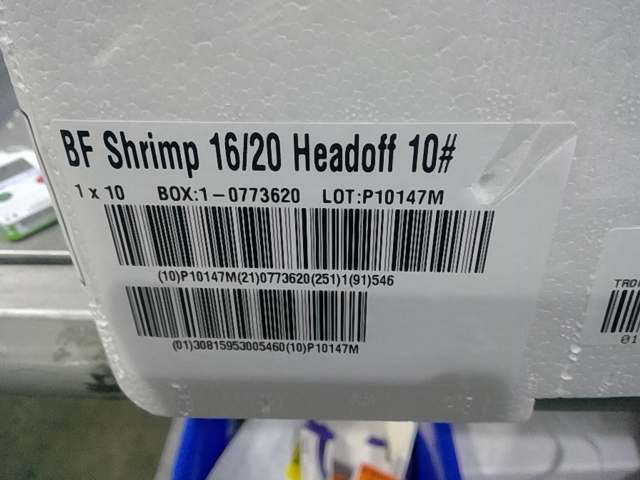 BF Shrimp 16/20 Headoff 10#
1 x 10 BOX:1-0773620 LOT:P10147M
(10)P10147M(21)0773620(251)1(91)546
(01)30815953005460(10)P10147M